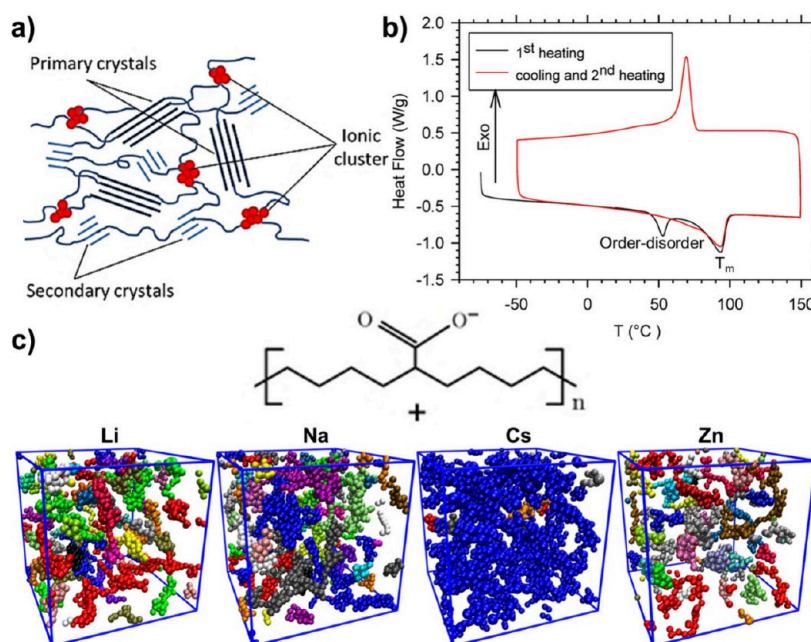 a)
Primary crystals
Ionic
cluster
Secondary crystals
b)
2.0
1.5
1.0
0.5
0.0
-0.5
-1.0
-1.5
Heat Flow (W/g)
1st heating
cooling and 2nd heating
Exo
Order-disorder
Tm
-50
0
50
100
150
T (°C)
c)
O
O−
n
+
Li
Na
Cs
Zn